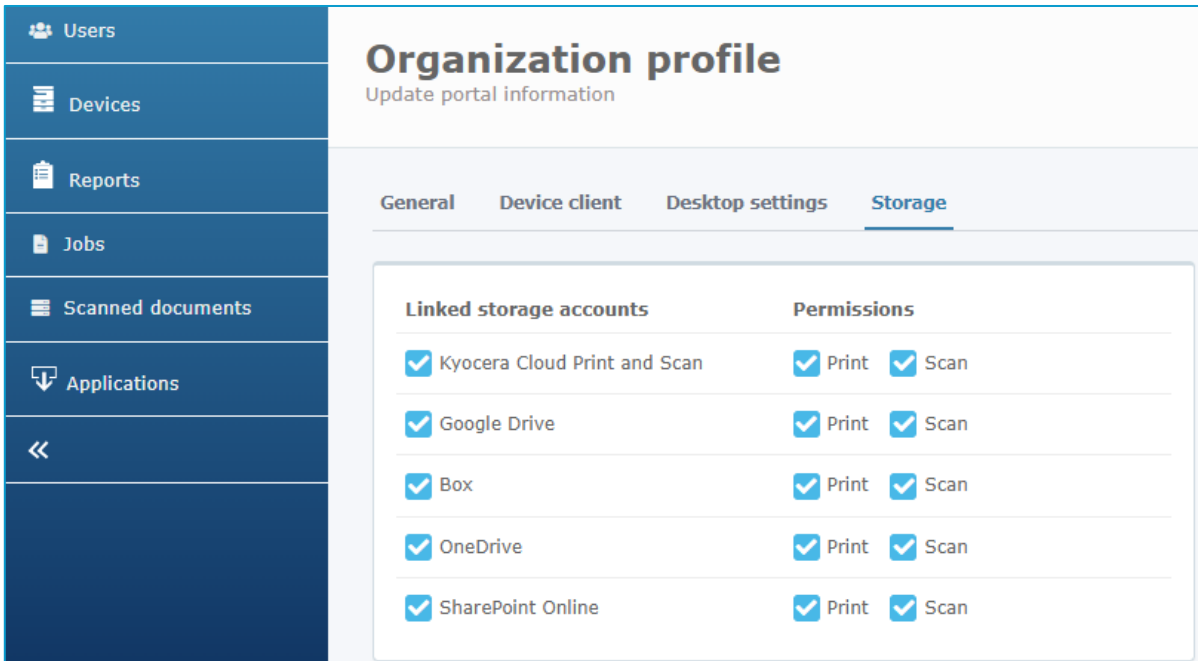 Users
Devices
Reports
Jobs
Scanned documents
Applications
Organization profile
Update portal information
General Device client Desktop settings Storage
Linked storage accounts Permissions
Kyocera Cloud Print and Scan Print Scan
Google Drive Print Scan
Box Print Scan
OneDrive Print Scan
SharePoint Online Print Scan